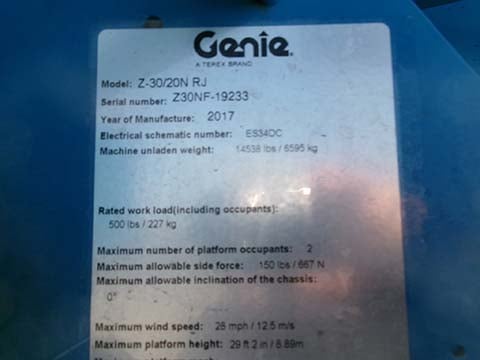 Genie.
A TEREX BRAND
Model: Z-30/20N RJ
Serial number: Z30NF-19233
Year of Manufacture: 2017
Electrical schematic number: ES34DC
Machine unladen weight: 14538 lbs / 6595 kg
Rated work load(including occupants):
500 lbs / 227 kg
Maximum number of platform occupants: 2
Maximum allowable side force: 150 lbs / 667 N
Maximum allowable inclination of the chassis:
0°
Maximum wind speed: 28 mph / 12.5 m/s
Maximum platform height: 29 ft 2 in / 8.89m